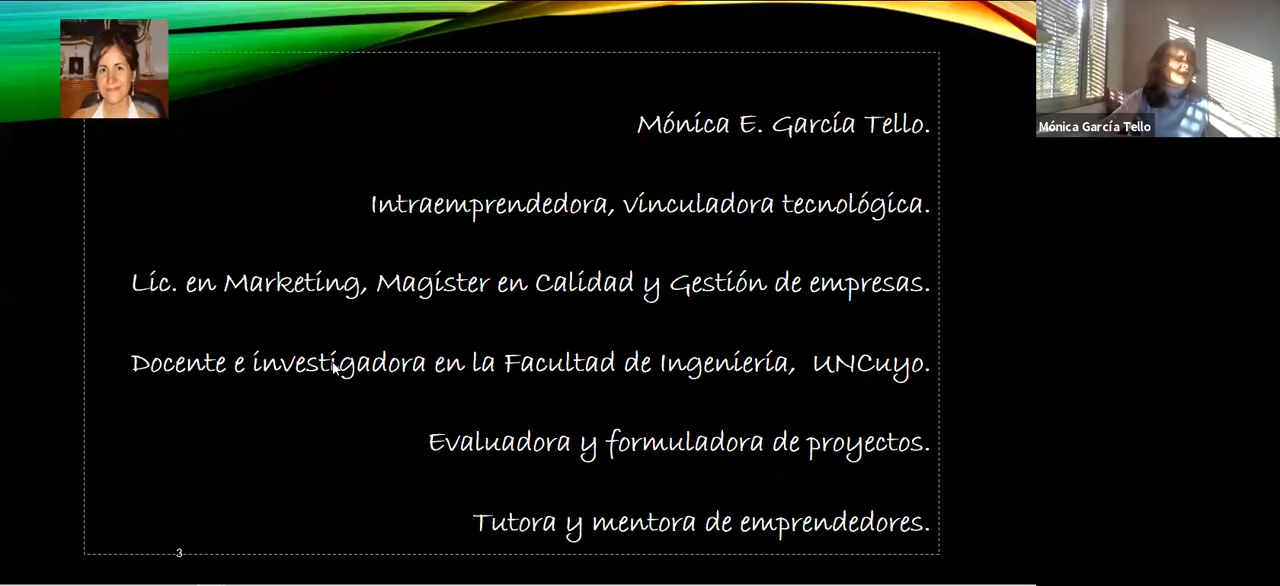 Mónica E. García Tello.
Intraemprendedora, vinculadora tecnológica.
Lic. en Marketing, Magister en Calidad y Gestión de empresas.
Docente e investigadora en la Facultad de Ingeniería, UNCuyo.
Evaluadora y formuladora de proyectos.
Tutora y mentora de emprendedores.
3
Mónica García Tello